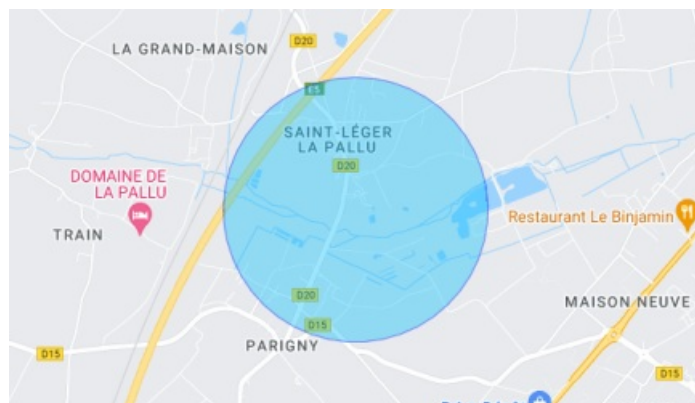 LA GRAND-MAISON
D20
E5
SAINT-LÉGER
LA PALLU
D20
DOMAINE DE
LA PALLU
Restaurant Le Binjamin
TRAIN
D20
MAISON NEUVE
D15
PARIGNY
D15
D15